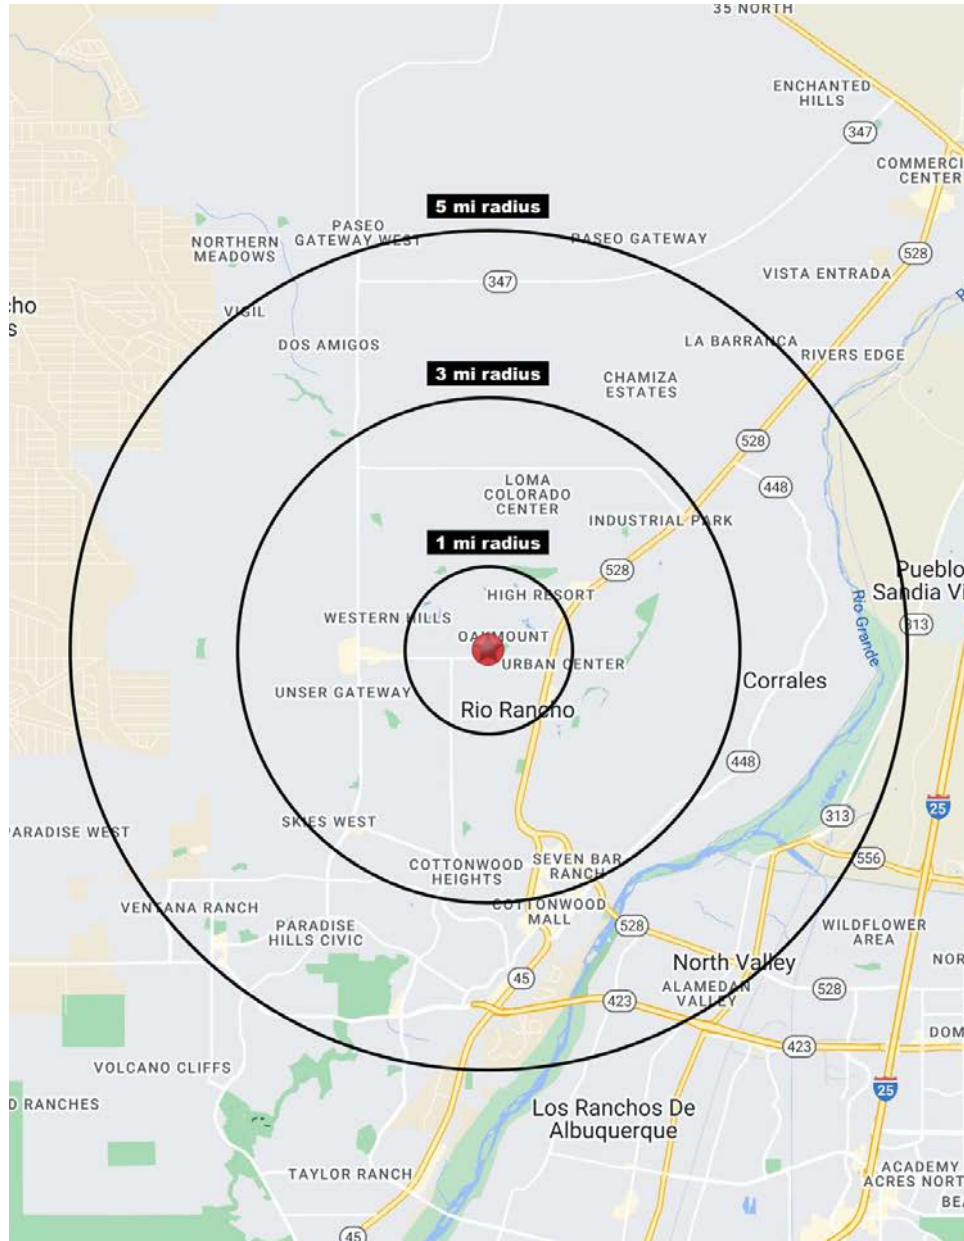 35 NORTH
ENCHANTED
HILLS
347
COMMERCI
CENTER
5 mi radius
PASEO
GATEWAY WEST
PASEO GATEWAY
NORTHERN
MEADOWS
528
347
VISTA ENTRADA
cho
s
VIGIL
DOS AMIGOS
LA BARRANCA
RIVERS EDGE
3 mi radius
CHAMIZA
ESTATES
528
448
LOMA
COLORADO
CENTER
INDUSTRIAL PARK
1 mi radius
528
Pueblo
Sandia Vi
HIGH RESORT
WESTERN HILLS
OAKMOUNT
313
Rio Grande
URBAN CENTER
UNSER GATEWAY
Corrales
Rio Rancho
448
25
313
SKIES WEST
PARADISE WEST
556
COTTONWOOD
HEIGHTS
SEVEN BAR
RANCH
VENTANA RANCH
COTTONWOOD
MALL
PARADISE
HILLS CIVIC
528
WILDFLOWER
AREA
North Valley
NOR
45
ALAMEDAN
VALLEY
528
423
423
DOM
VOLCANO CLIFFS
25
D RANCHES
Los Ranchos De
Albuquerque
TAYLOR RANCH
ACADEMY
ACRES NORT
BEA
45